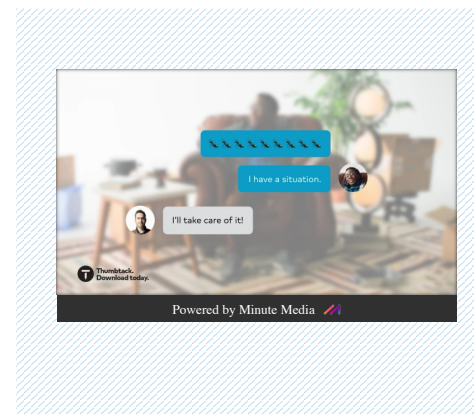 I have a situation.
I'll take care of it!
Thumbtack.
Download today.
Powered by Minute Media